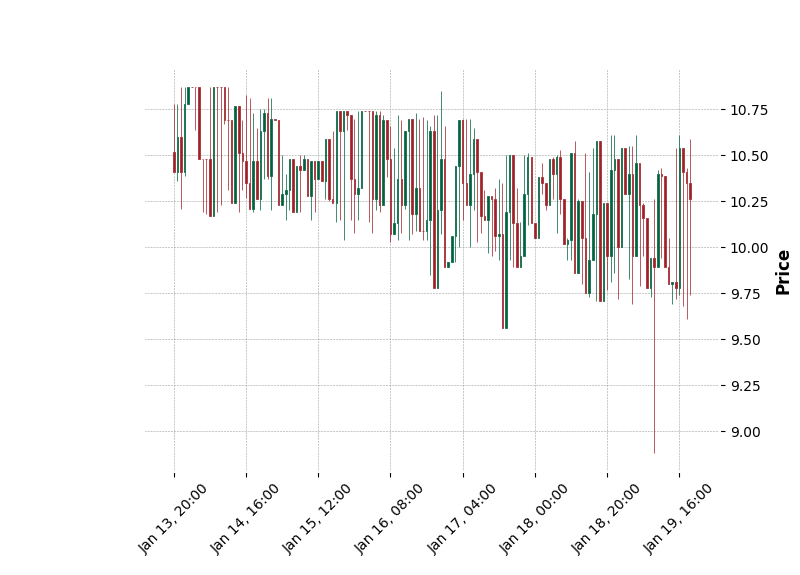 10.75
10.50
10.25
10.00
9.75
9.50
9.25
9.00
Price
Jan 13, 20:00
Jan 14, 16:00
Jan 15, 12:00
Jan 16, 08:00
Jan 17, 04:00
Jan 18, 00:00
Jan 18, 20:00
Jan 19, 16:00